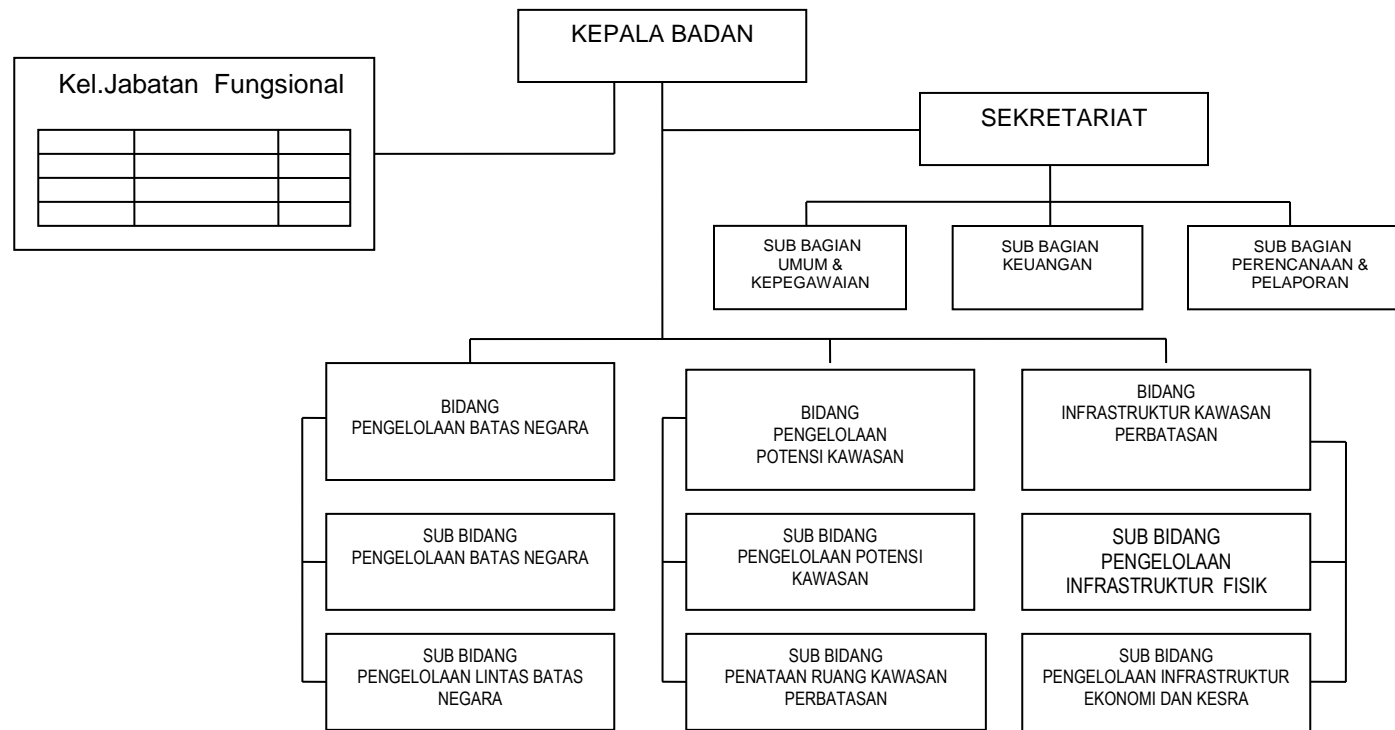 KEPALA BADAN
Kel.Jabatan Fungsional
SEKRETARIAT
SUB BAGIAN
UMUM &
KEPEGAWAIAN
SUB BAGIAN
KEUANGAN
SUB BAGIAN
PERENCANAAN &
PELAPORAN
BIDANG
PENGELOLAAN BATAS NEGARA
BIDANG
PENGELOLAAN
POTENSI KAWASAN
BIDANG
INFRASTRUKTUR KAWASAN
PERBATASAN
SUB BIDANG
PENGELOLAAN BATAS NEGARA
SUB BIDANG
PENGELOLAAN POTENSI
KAWASAN
SUB BIDANG
PENGELOLAAN
INFRASTRUKTUR FISIK
SUB BIDANG
PENGELOLAAN LINTAS BATAS
NEGARA
SUB BIDANG
PENATAAN RUANG KAWASAN
PERBATASAN
SUB BIDANG
PENGELOLAAN INFRASTRUKTUR
EKONOMI DAN KESRA